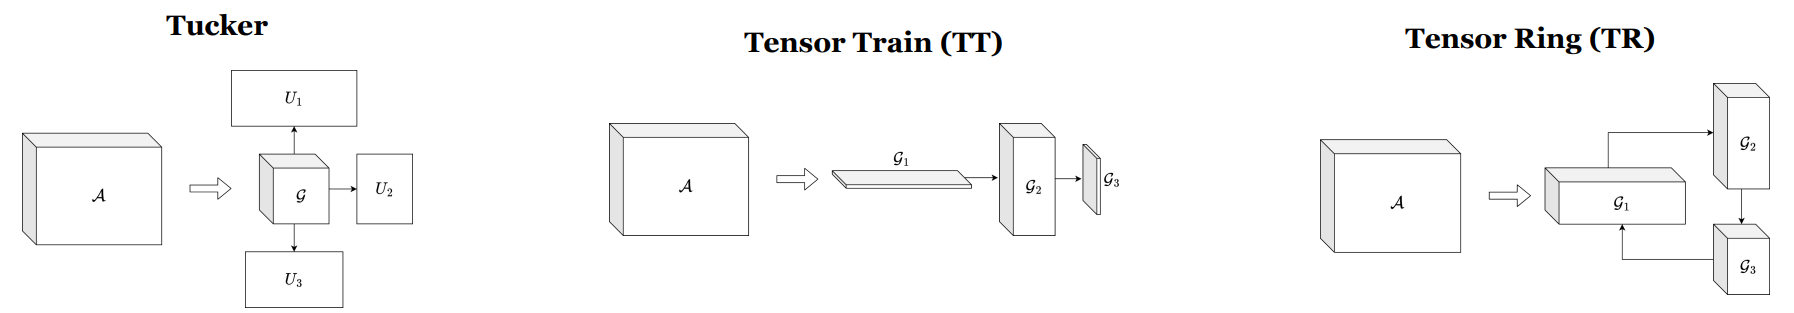 Tucker
𝒜
U₁
𝒢
U₂
U₃
Tensor Train (TT)
𝒜
𝒢₁
𝒢₂
𝒢₃
Tensor Ring (TR)
𝒜
𝒢₁
𝒢₂
𝒢₃